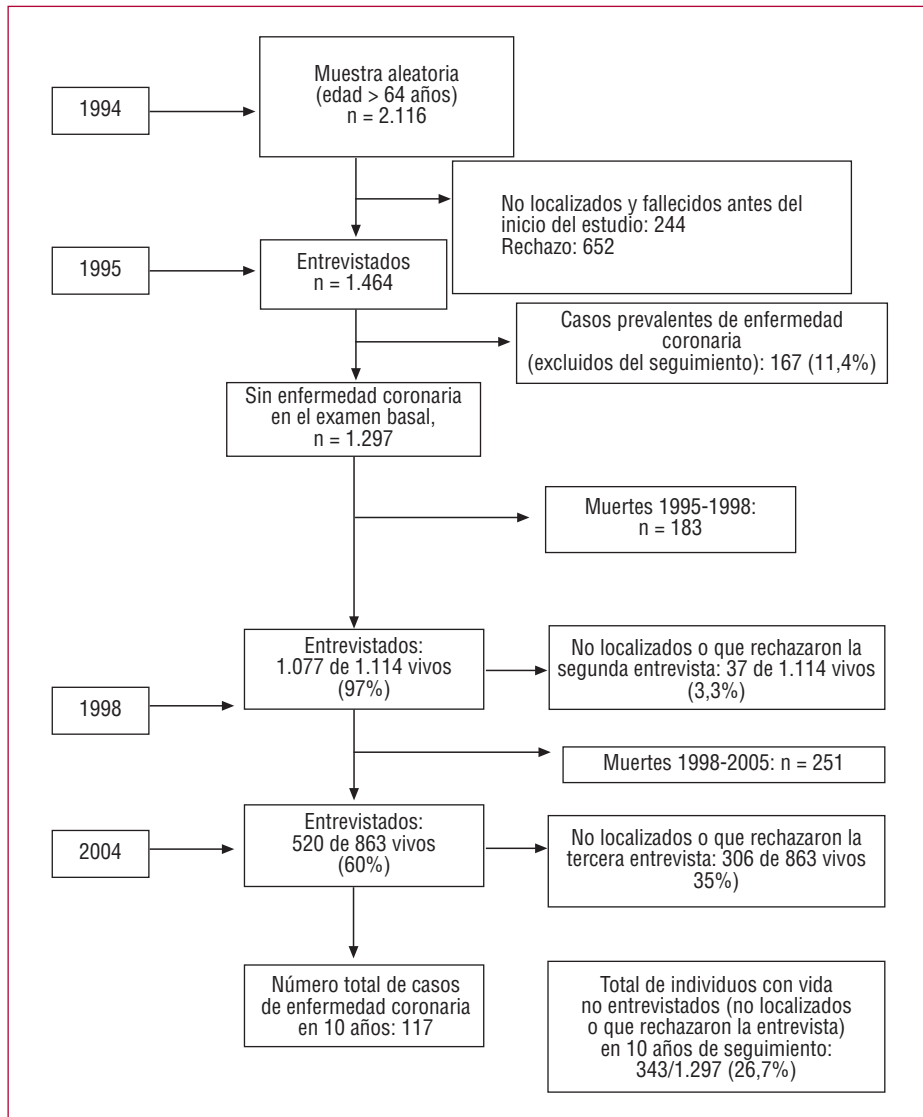 1994
Muestra aleatoria
(edad > 64 años)
n = 2.116
No localizados y fallecidos antes del
inicio del estudio: 244
Rechazo: 652
1995
Entrevistados
n = 1.464
Casos prevalentes de enfermedad
coronaria
(excluidos del seguimiento): 167 (11,4%)
Sin enfermedad coronaria
en el examen basal,
n = 1.297
Muertes 1995-1998:
n = 183
1998
Entrevistados:
1.077 de 1.114 vivos
(97%)
No localizados o que rechazaron la
segunda entrevista: 37 de 1.114 vivos
(3,3%)
Muertes 1998-2005: n = 251
2004
Entrevistados:
520 de 863 vivos
(60%)
No localizados o que rechazaron la
tercera entrevista: 306 de 863 vivos
35%)
Número total de casos
de enfermedad coronaria
en 10 años: 117
Total de individuos con vida
no entrevistados (no localizados
o que rechazaron la entrevista)
en 10 años de seguimiento:
343/1.297 (26,7%)